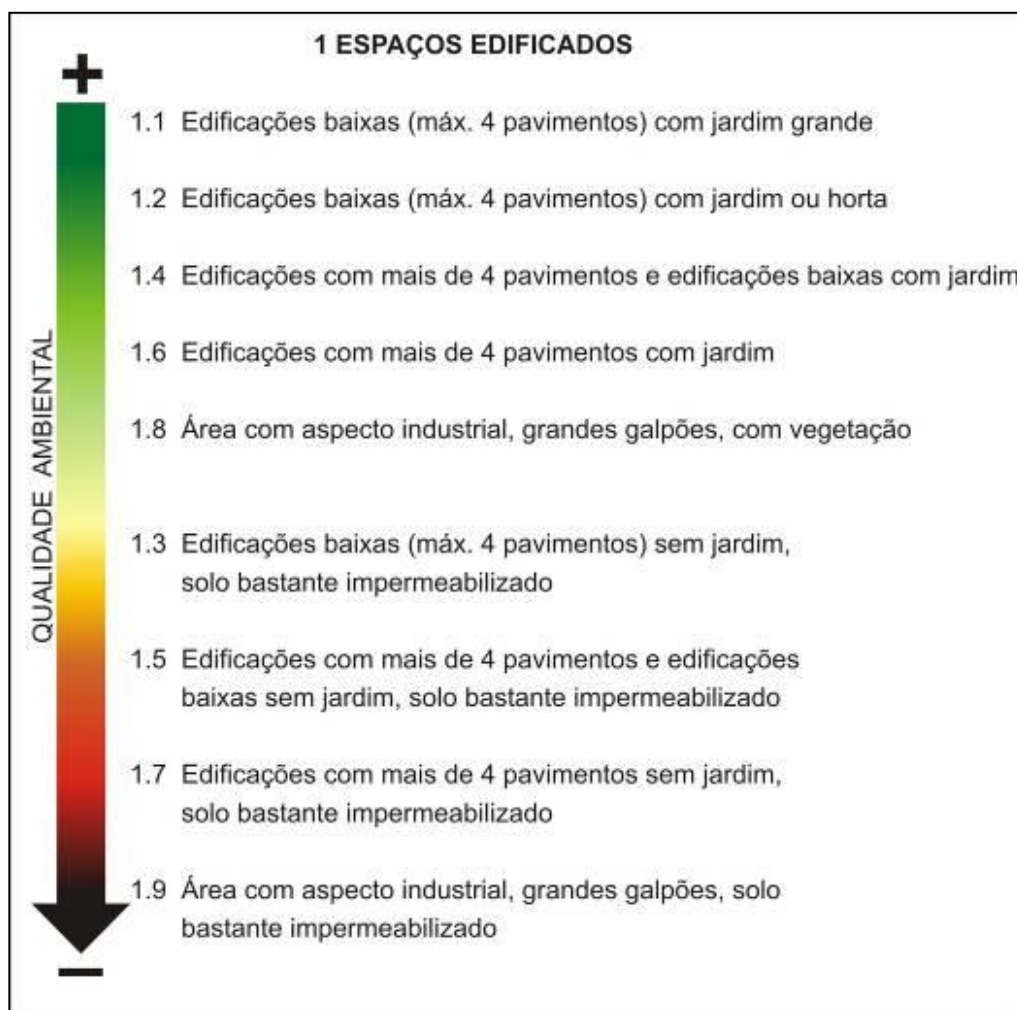 1 ESPAÇOS EDIFICADOS
+
1.1 Edificações baixas (máx. 4 pavimentos) com jardim grande
1.2 Edificações baixas (máx. 4 pavimentos) com jardim ou horta
1.4 Edificações com mais de 4 pavimentos e edificações baixas com jardim
1.6 Edificações com mais de 4 pavimentos com jardim
1.8 Área com aspecto industrial, grandes galpões, com vegetação
QUALIDADE AMBIENTAL
1.3 Edificações baixas (máx. 4 pavimentos) sem jardim,
solo bastante impermeabilizado
1.5 Edificações com mais de 4 pavimentos e edificações
baixas sem jardim, solo bastante impermeabilizado
1.7 Edificações com mais de 4 pavimentos sem jardim,
solo bastante impermeabilizado
1.9 Área com aspecto industrial, grandes galpões, solo
bastante impermeabilizado
−